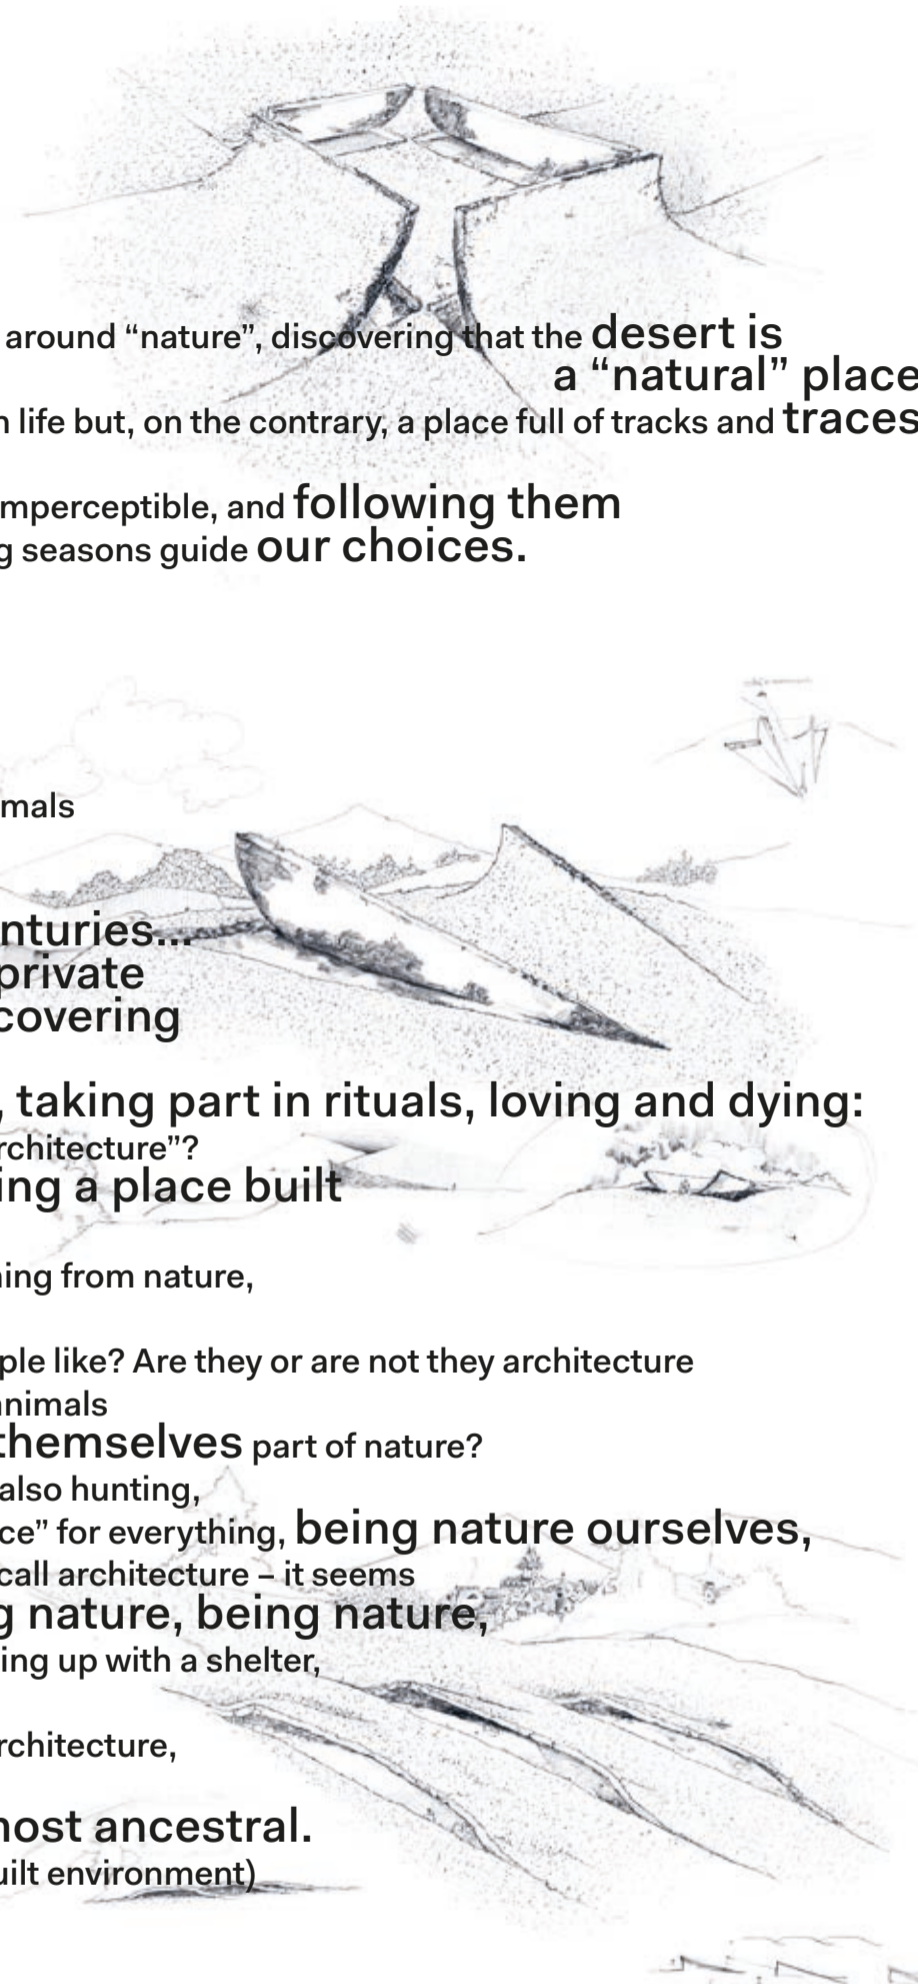 around “nature”, discovering that the desert is
a “natural” place
life but, on the contrary, a place full of tracks and traces
mperceptible, and following them
g seasons guide our choices.
mals
nturies...
private
covering
, taking part in rituals, loving and dying:
rchitecture”?
ing a place built
ing from nature,
ple like? Are they or are not they architecture
animals
themselves part of nature?
also hunting,
ce” for everything, being nature ourselves,
call architecture – it seems
g nature, being nature,
ing up with a shelter,
rchitecture,
most ancestral.
uilt environment)